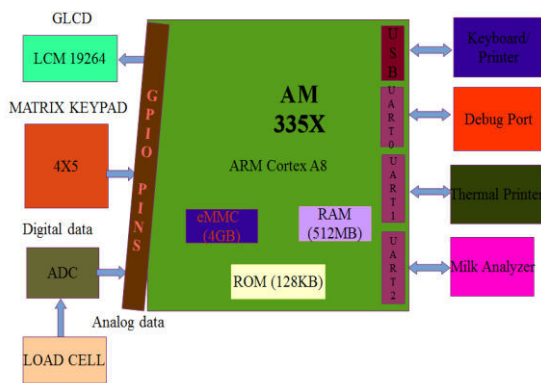 GLCD
LCM 19264
MATRIX KEYPAD
4X5
Digital data
ADC
Analog data
LOAD CELL
GPIO PINS
AM
335X
ARM Cortex A8
eMMC
(4GB)
RAM
(512MB)
ROM (128KB)
USB
UART0
UART1
UART2
Keyboard/
Printer
Debug Port
Thermal Printer
Milk Analyzer